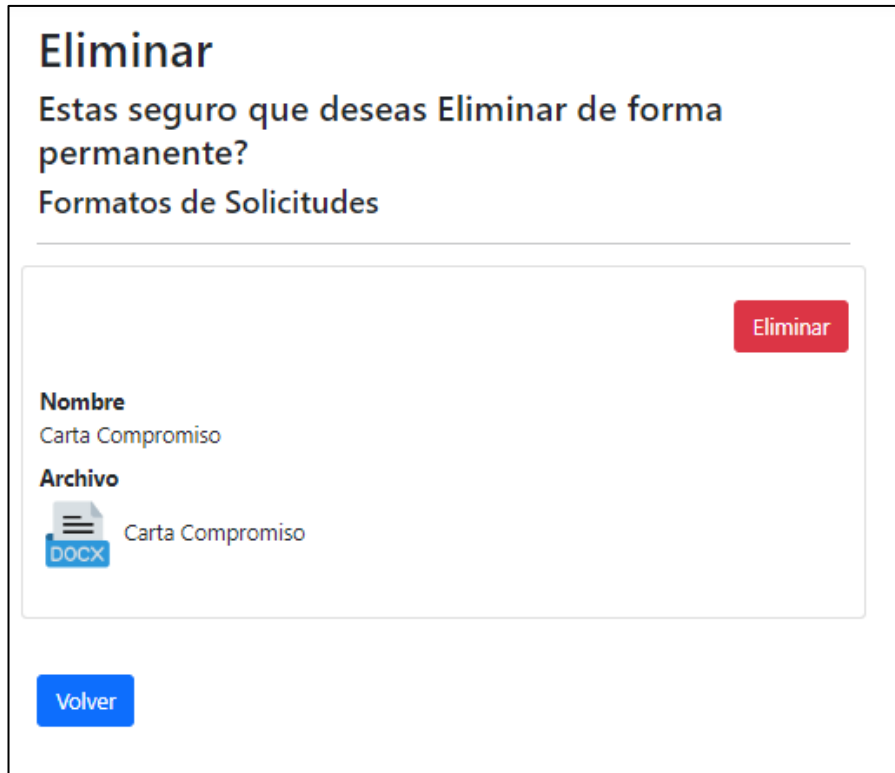 Eliminar
Estas seguro que deseas Eliminar de forma
permanente?
Formatos de Solicitudes
Eliminar
Nombre
Carta Compromiso
Archivo
DOCX Carta Compromiso
Volver